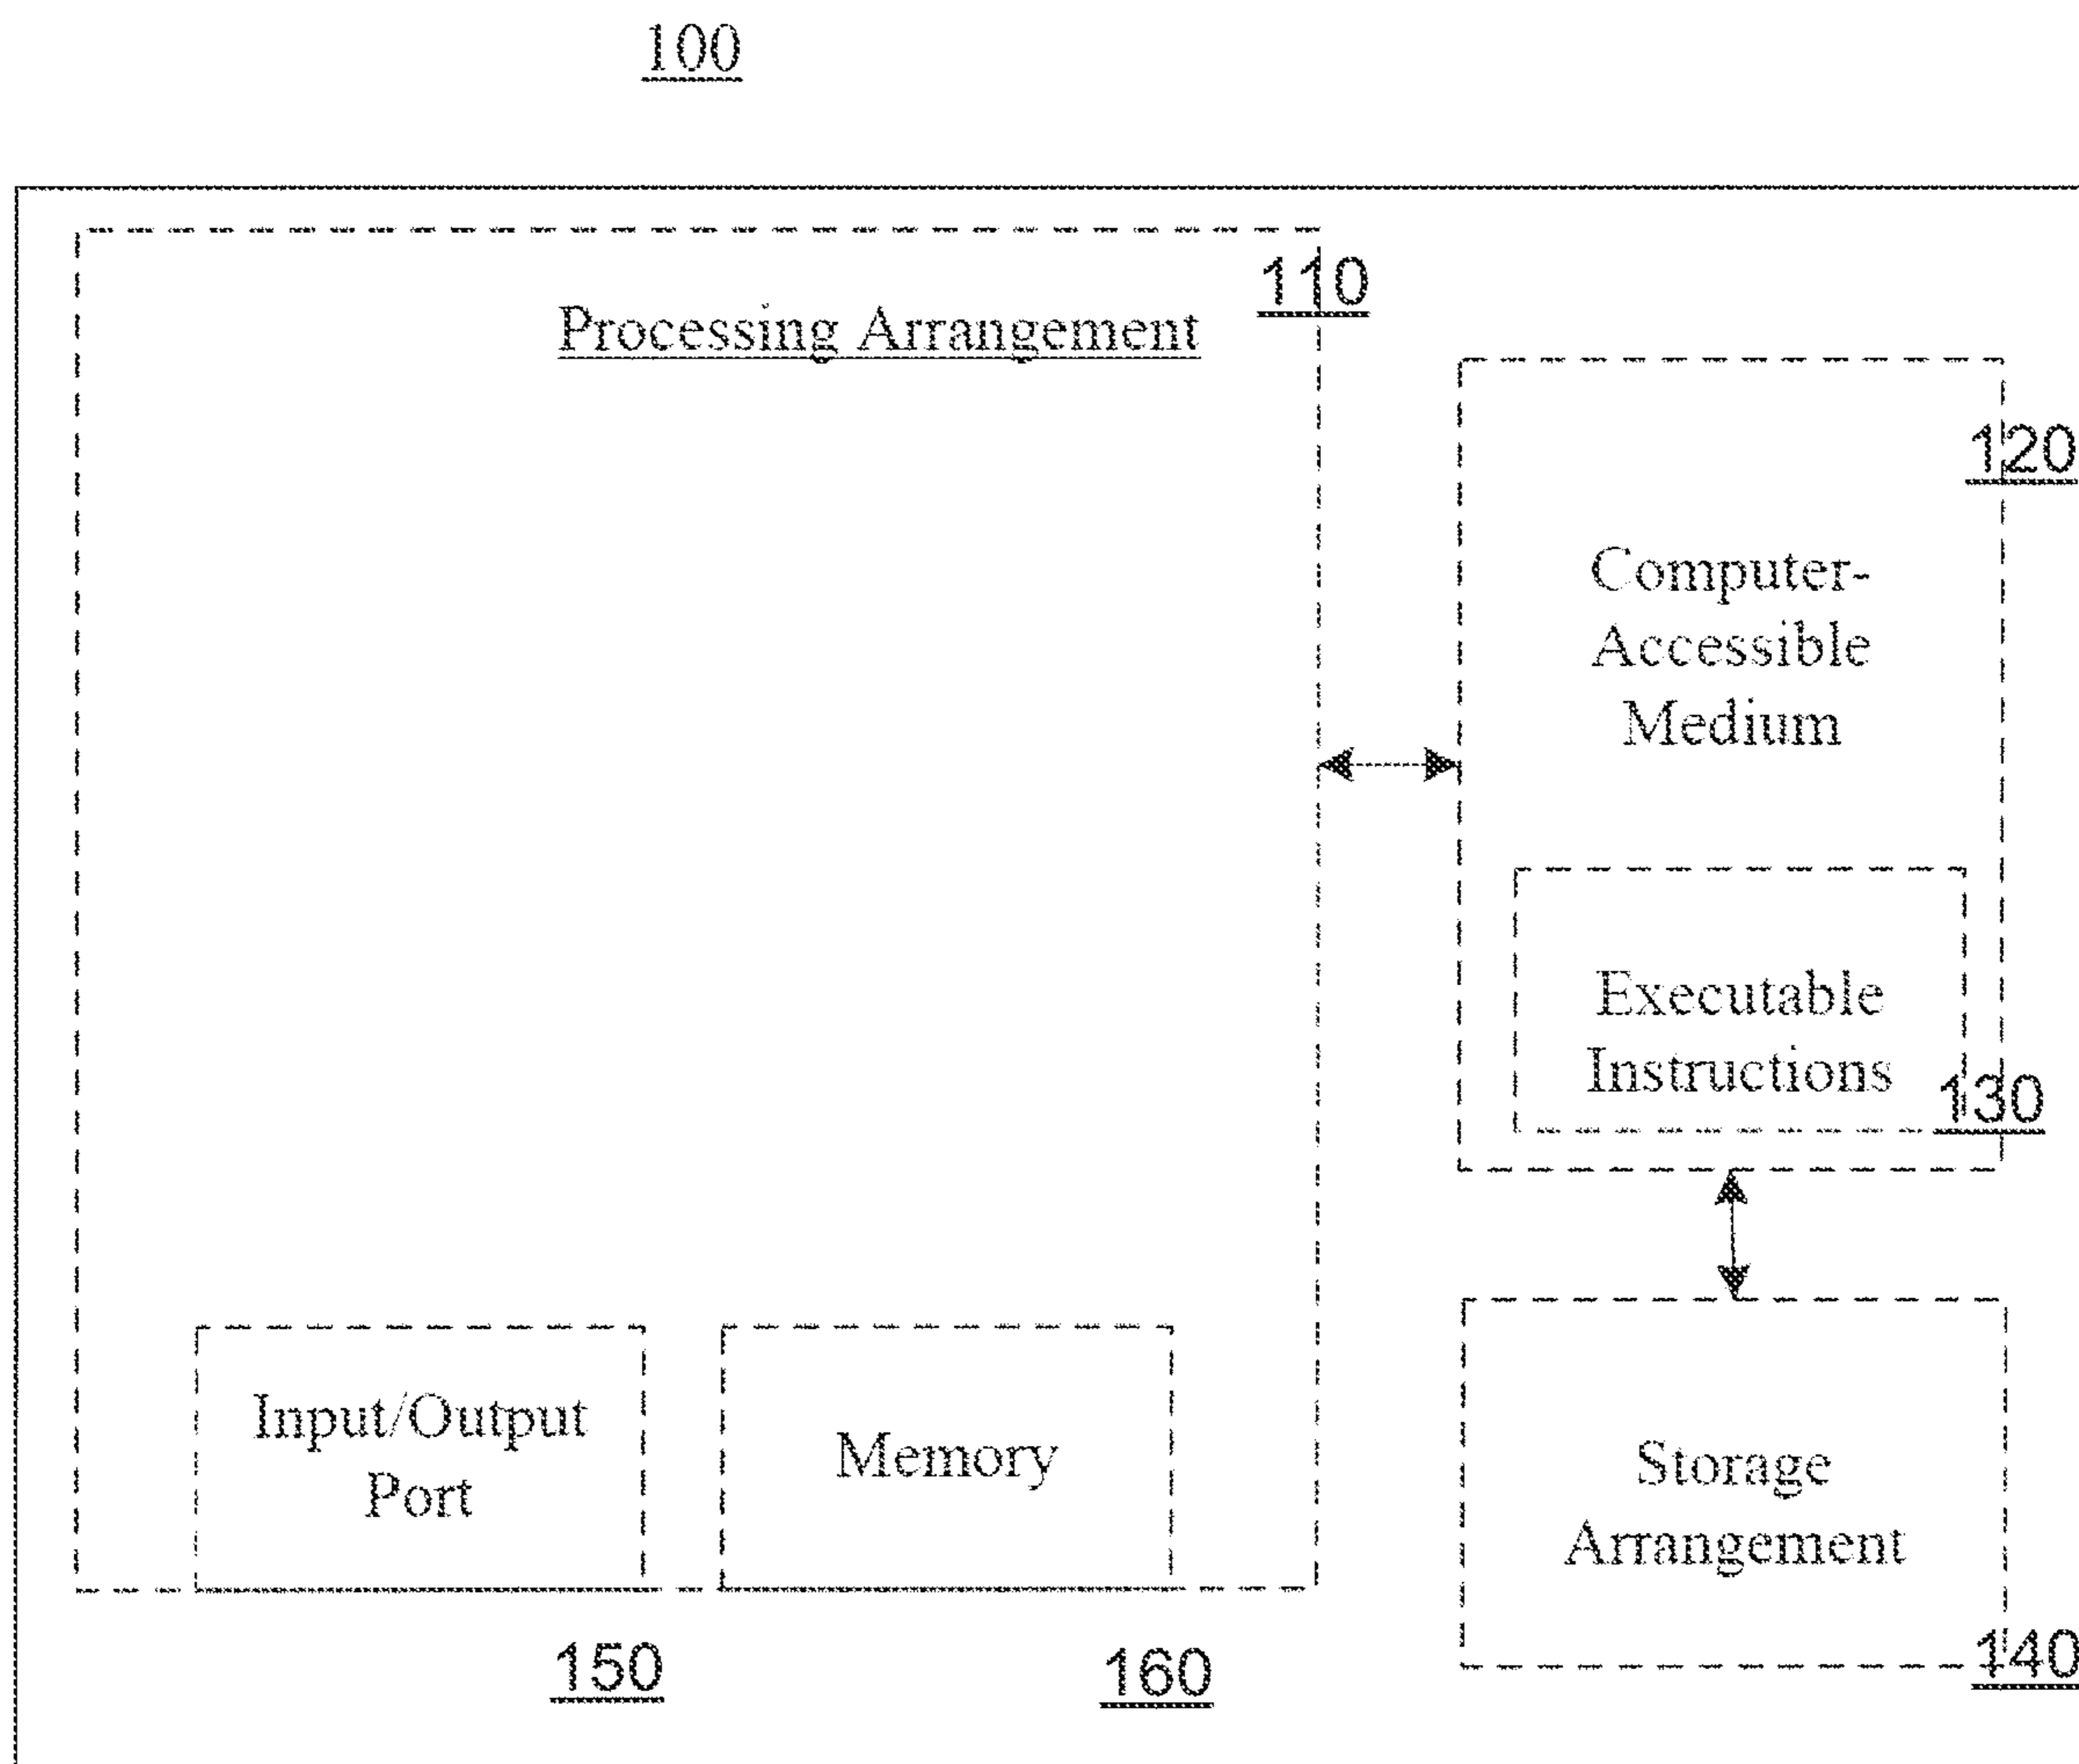 100
110
Processing Arrangement
120
Computer-
Accessible
Medium
Executable
Instructions
130
Input/Output
Port
Memory
Storage
Arrangement
140
150
160